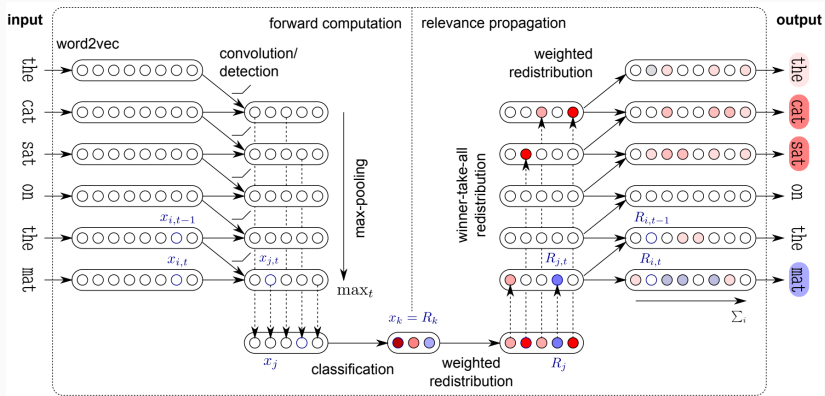 input
forward computation
relevance propagation
output
word2vec
convolution/
detection
weighted
redistribution
the
cat
sat
on
the
mat
max-pooling
winner-take-all
redistribution
the
cat
sat
on
the
mat
x_{i,t−1}
x_{i,t}
x_{j,t}
max_t
R_{j,t}
R_{i,t−1}
R_{i,t}
Σ_i
x_k = R_k
x_j
classification
weighted
redistribution
R_j